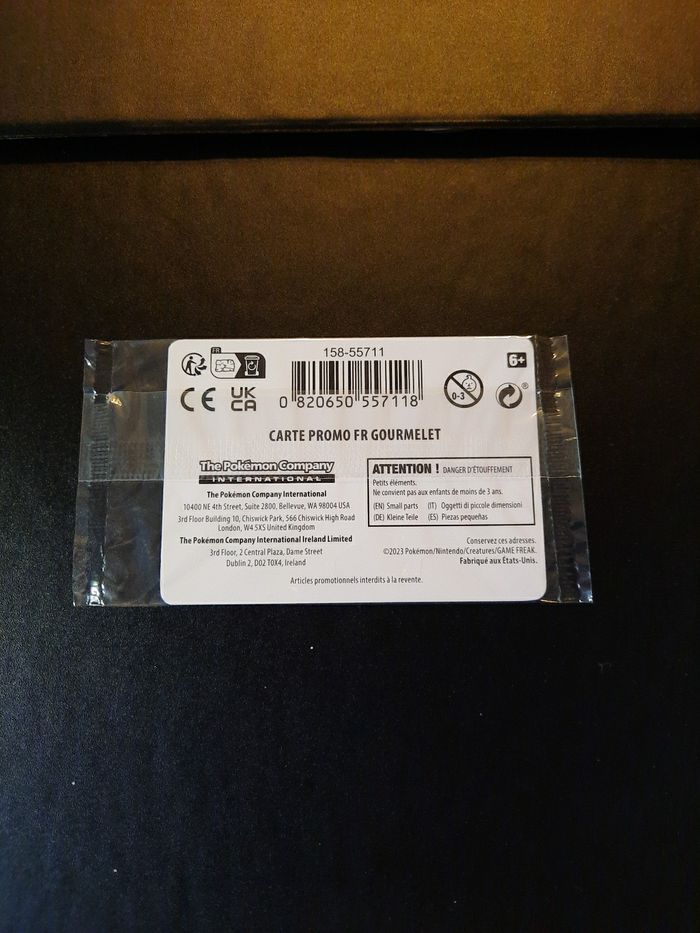 FR
158-55711
6+
CE
UK
CA
0 820650 557118
0-3
®
CARTE PROMO FR GOURMELET
The Pokémon Company
INTERNATIONAL
The Pokémon Company International
10400 NE 4th Street, Suite 2800, Bellevue, WA 98004 USA
3rd Floor Building 10, Chiswick Park, 566 Chiswick High Road
London, W4 5XS United Kingdom
The Pokémon Company International Ireland Limited
3rd Floor, 2 Central Plaza, Dame Street
Dublin 2, D02 T0X4, Ireland
ATTENTION ! DANGER D'ÉTOUFFEMENT
Petits éléments.
Ne convient pas aux enfants de moins de 3 ans.
(EN) Small parts (IT) Oggetti di piccole dimensioni
(DE) Kleine Teile (ES) Piezas pequeñas
Conservez ces adresses.
©2023 Pokémon/Nintendo/Creatures/GAME FREAK.
Fabriqué aux États-Unis.
Articles promotionnels interdits à la revente.